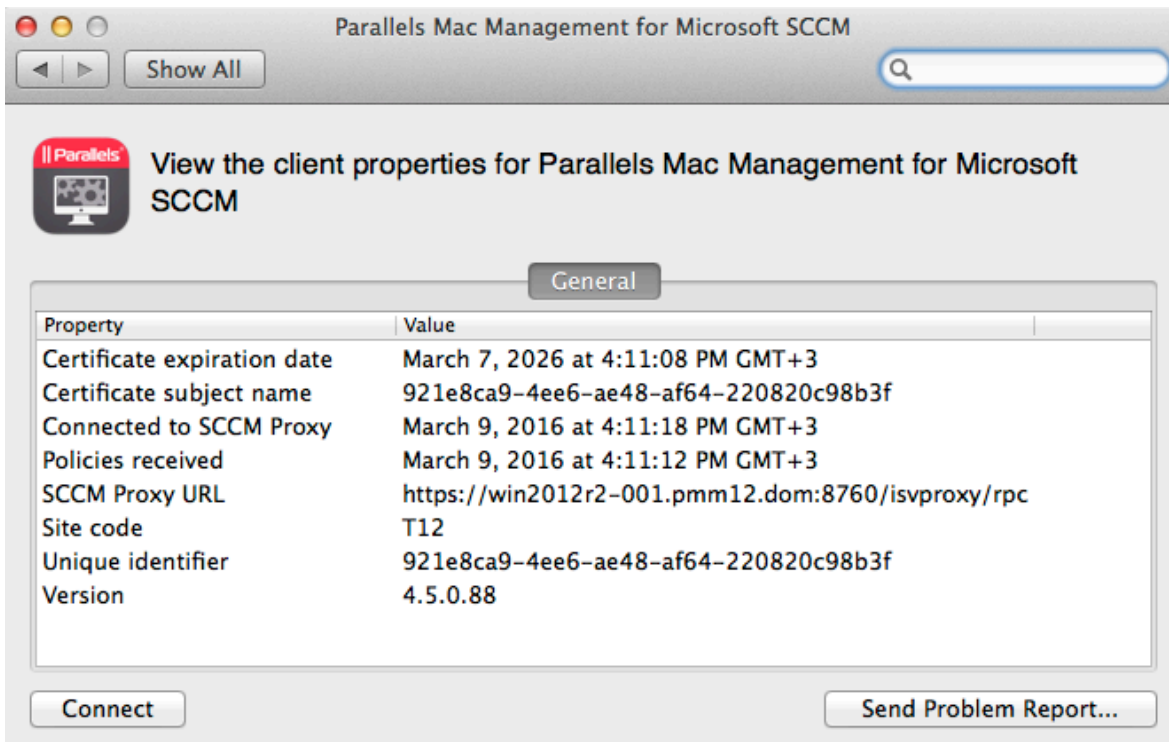 Parallels Mac Management for Microsoft SCCM
Show All
|| Parallels®
View the client properties for Parallels Mac Management for Microsoft
SCCM
General
Property Value
Certificate expiration date March 7, 2026 at 4:11:08 PM GMT+3
Certificate subject name 921e8ca9-4ee6-ae48-af64-220820c98b3f
Connected to SCCM Proxy March 9, 2016 at 4:11:18 PM GMT+3
Policies received March 9, 2016 at 4:11:12 PM GMT+3
SCCM Proxy URL https://win2012r2-001.pmm12.dom:8760/isvproxy/rpc
Site code T12
Unique identifier 921e8ca9-4ee6-ae48-af64-220820c98b3f
Version 4.5.0.88
Connect Send Problem Report...